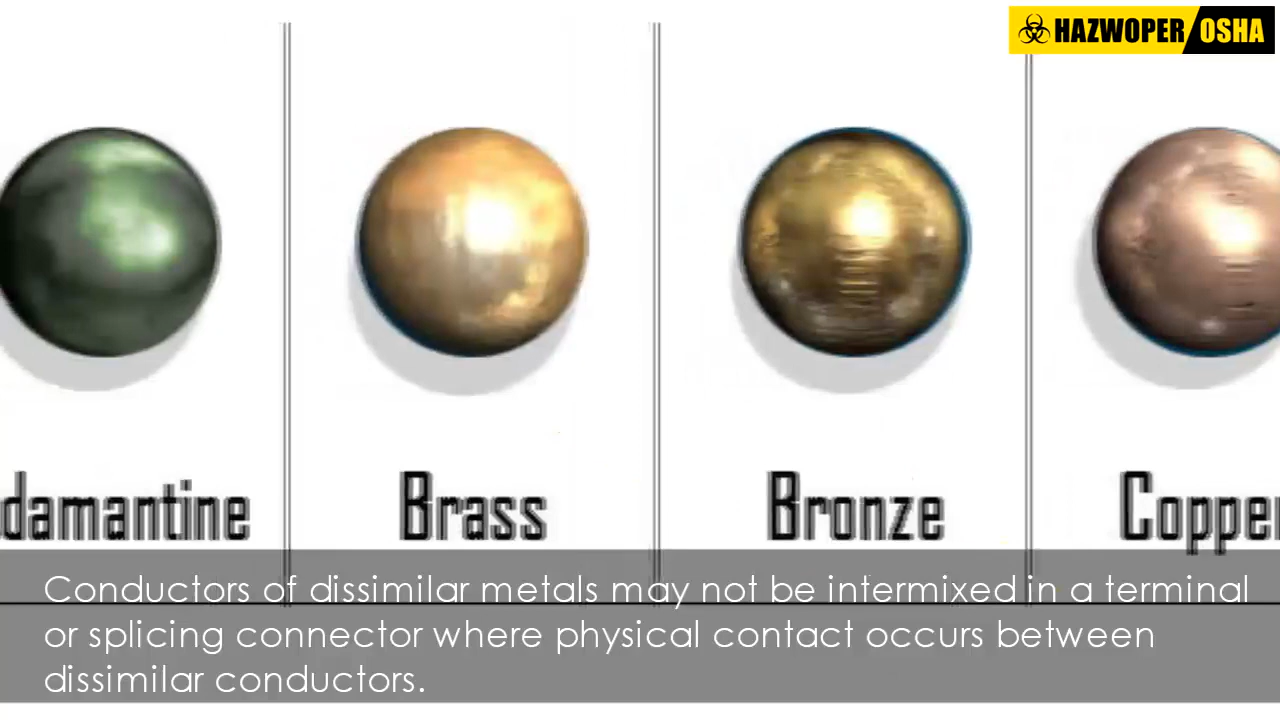 HAZWOPER OSHA
damantine Brass Bronze Copper
Conductors of dissimilar metals may not be intermixed in a terminal
or splicing connector where physical contact occurs between
dissimilar conductors.